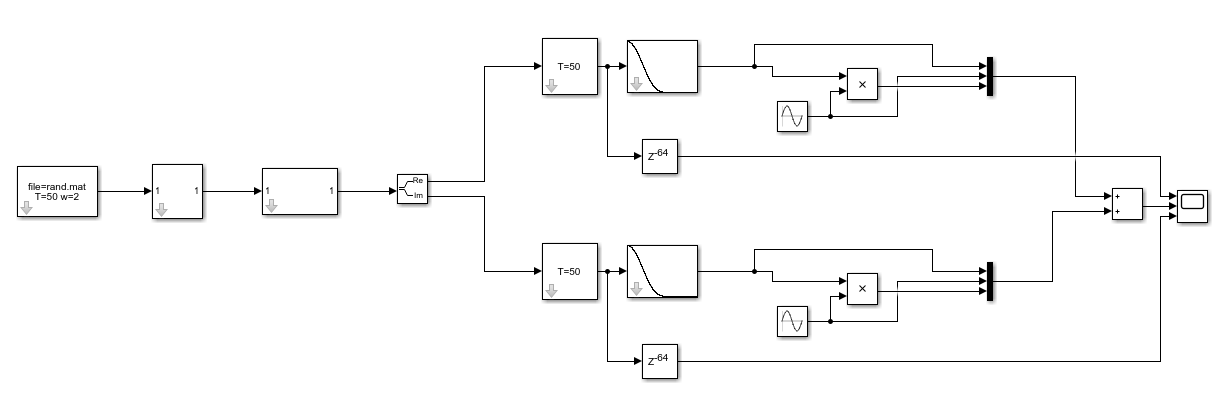 T=50
×
Z-64
file=rand.mat
T=50 w=2
1 1
1 1
Re
Im
+
+
T=50
×
Z-64